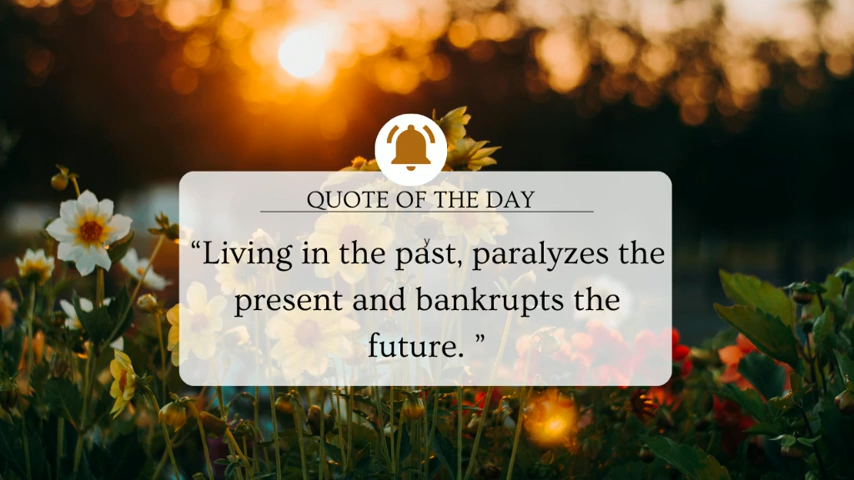 QUOTE OF THE DAY
y
“Living in the past, paralyzes the
present and bankrupts the
future. ”